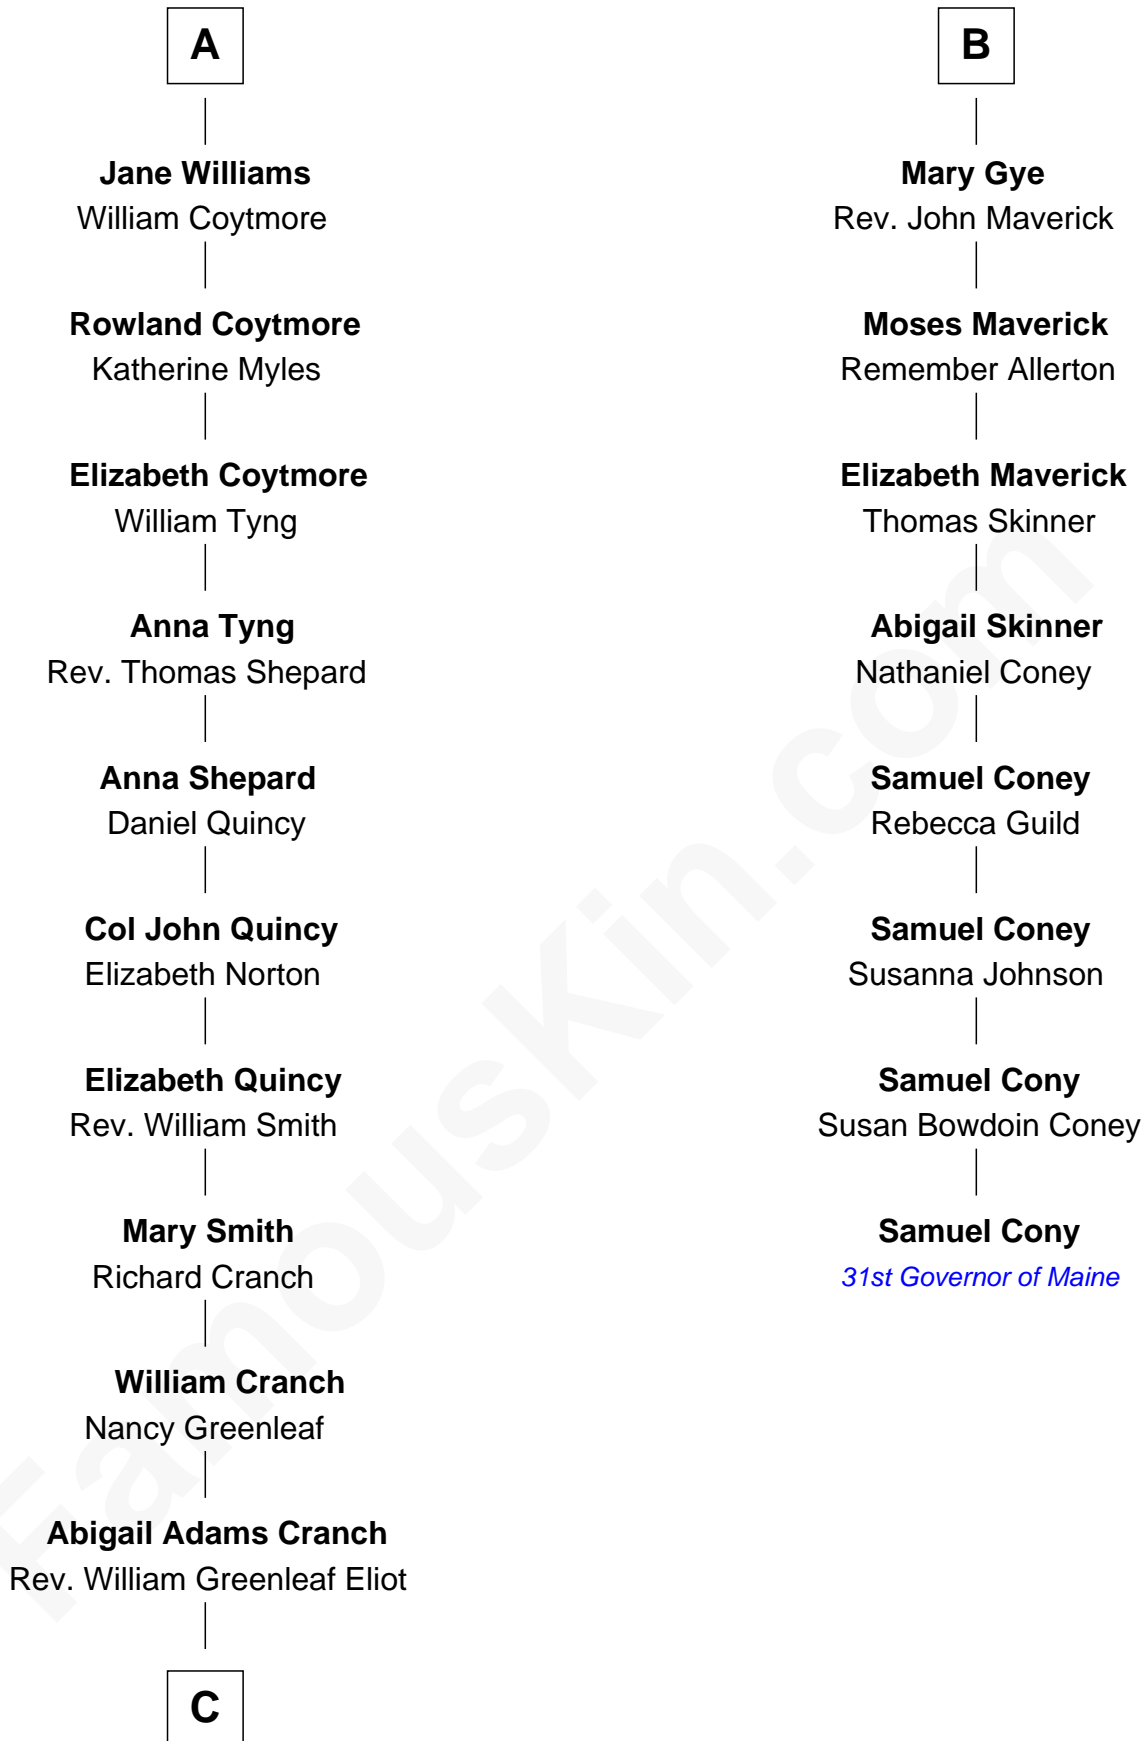 A
Jane Williams
William Coytmore
Rowland Coytmore
Katherine Myles
Elizabeth Coytmore
William Tyng
Anna Tyng
Rev. Thomas Shepard
Anna Shepard
Daniel Quincy
Col John Quincy
Elizabeth Norton
Elizabeth Quincy
Rev. William Smith
Mary Smith
Richard Cranch
William Cranch
Nancy Greenleaf
Abigail Adams Cranch
Rev. William Greenleaf Eliot
C
B
Mary Gye
Rev. John Maverick
Moses Maverick
Remember Allerton
Elizabeth Maverick
Thomas Skinner
Abigail Skinner
Nathaniel Coney
Samuel Coney
Rebecca Guild
Samuel Coney
Susanna Johnson
Samuel Cony
Susan Bowdoin Coney
Samuel Cony
31st Governor of Maine
FamousKin.com